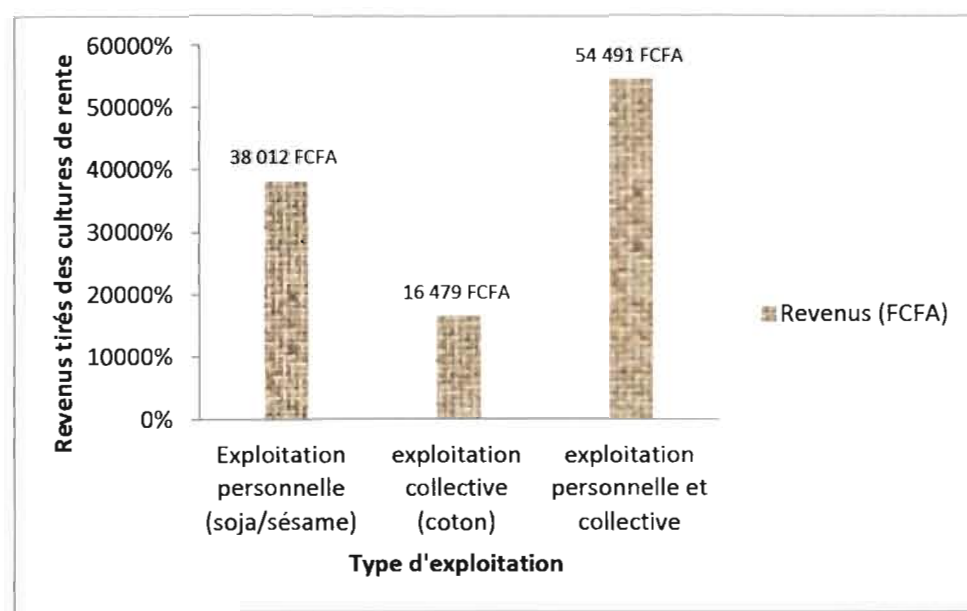 Revenus tirés des cultures de rente
60000%
50000%
40000%
30000%
20000%
10000%
0%
38 012 FCFA
16 479 FCFA
54 491 FCFA
Revenus (FCFA)
Exploitation
personnelle
(soja/sésame)
exploitation
collective
(coton)
exploitation
personnelle et
collective
Type d'exploitation